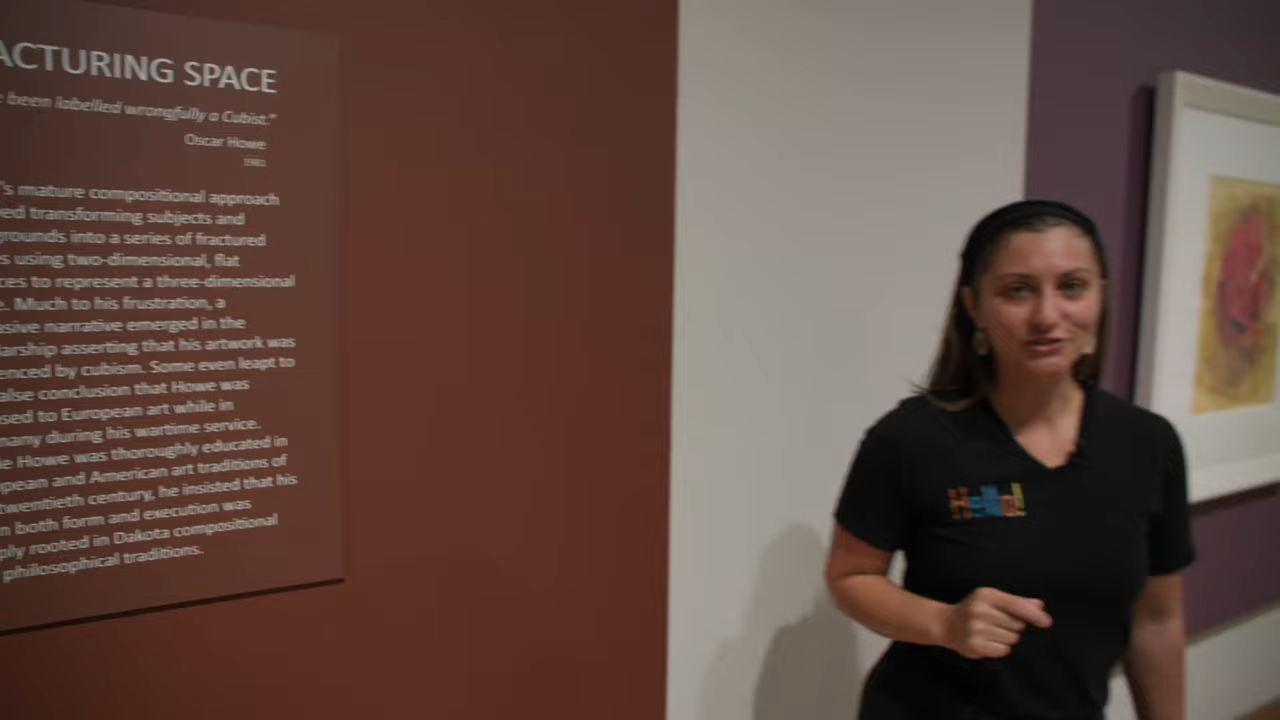 ACTURING SPACE
been labelled wrongfully a Cubist."
Oscar Howe
1981
's mature compositional approach
ed transforming subjects and
grounds into a series of fractured
s using two-dimensional, flat
ces to represent a three-dimensional
e. Much to his frustration, a
asive narrative emerged in the
larship asserting that his artwork was
enced by cubism. Some even leapt to
alse conclusion that Howe was
sed to European art while in
many during his wartime service.
le Howe was thoroughly educated in
pean and American art traditions of
twentieth century, he insisted that his
n both form and execution was
ply rooted in Dakota compositional
philosophical traditions.